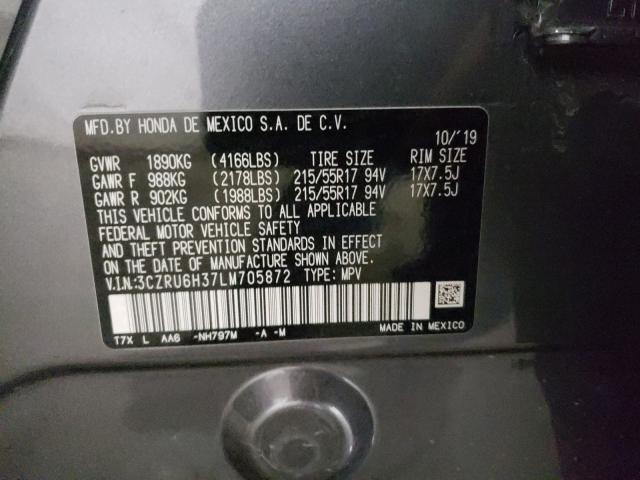 MFD.BY HONDA DE MEXICO S.A. DE C.V.
10/'19
GVWR 1890KG (4166LBS) TIRE SIZE RIM SIZE
GAWR F 988KG (2178LBS) 215/55R17 94V 17X7.5J
GAWR R 902KG (1988LBS) 215/55R17 94V 17X7.5J
THIS VEHICLE CONFORMS TO ALL APPLICABLE
FEDERAL MOTOR VEHICLE SAFETY
AND THEFT PREVENTION STANDARDS IN EFFECT
ON THE DATE OF MANUFACTURE SHOWN ABOVE.
V.I.N.:3CZRU6H37LM705872 TYPE: MPV
T7X L AA6 -NH797M -A -M
MADE IN MEXICO